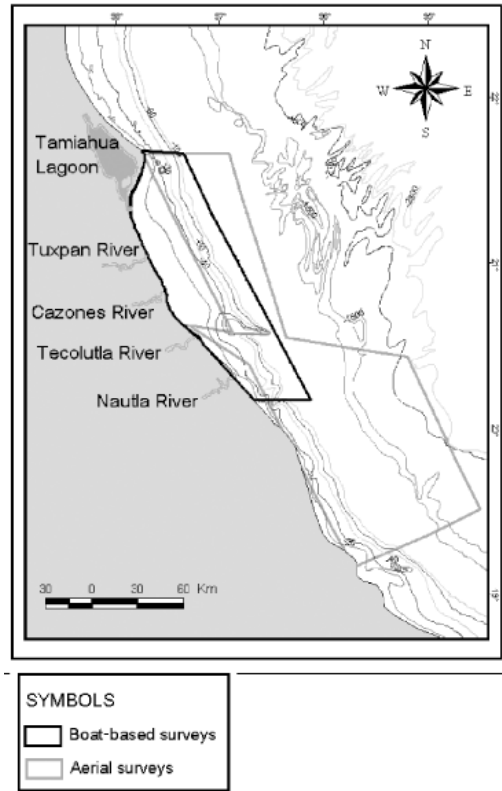 N
W E
S
Tamiahua
Lagoon
Tuxpan River
Cazones River
Tecolutla River
Nautla River
30 0 30 60 Km
SYMBOLS
Boat-based surveys
Aerial surveys